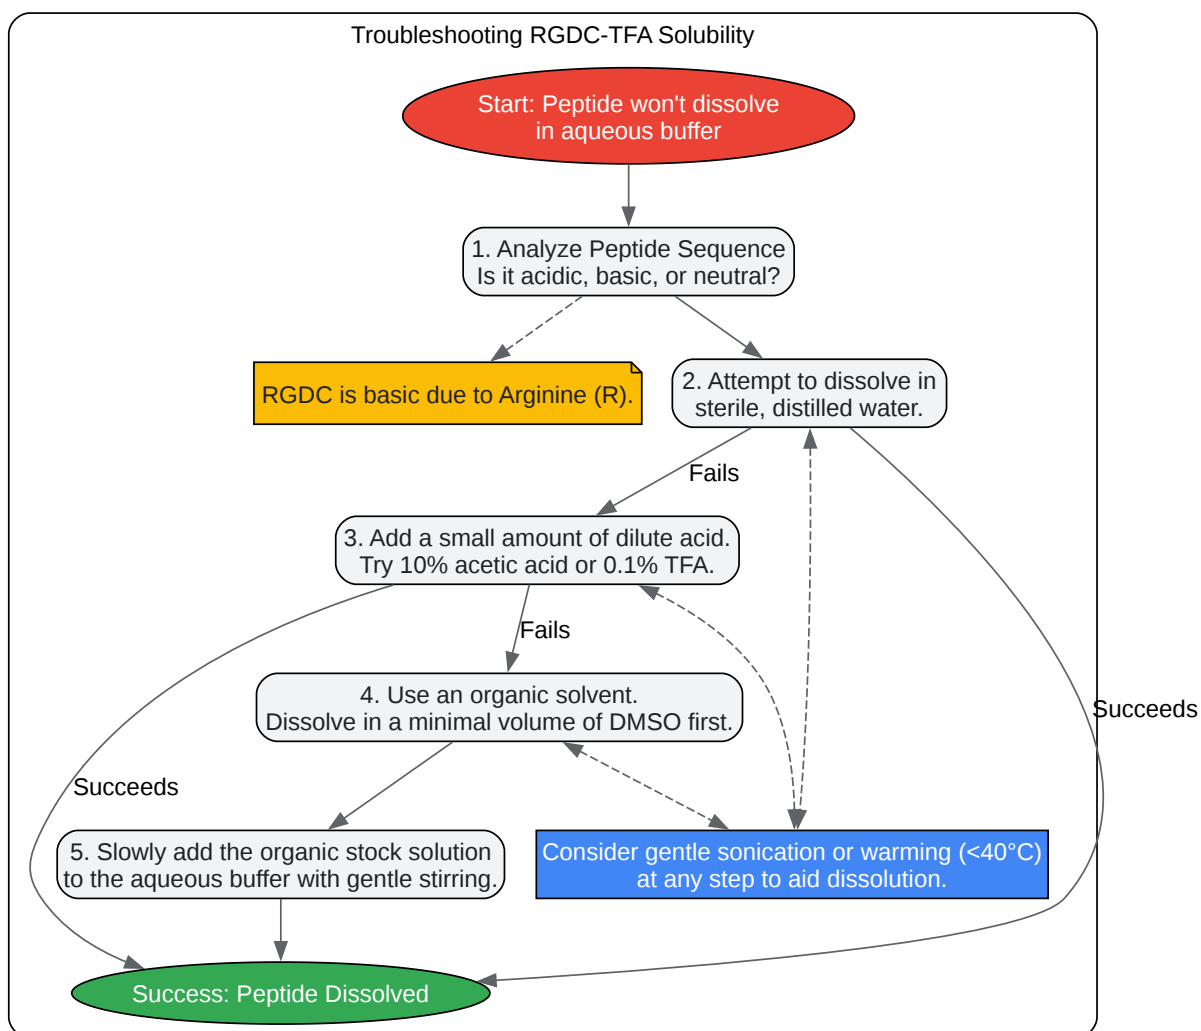 Troubleshooting RGDC-TFA Solubility
Start: Peptide won't dissolve
in aqueous buffer
1. Analyze Peptide Sequence
Is it acidic, basic, or neutral?
RGDC is basic due to Arginine (R).
2. Attempt to dissolve in
sterile, distilled water.
Fails
3. Add a small amount of dilute acid.
Try 10% acetic acid or 0.1% TFA.
Fails
4. Use an organic solvent.
Dissolve in a minimal volume of DMSO first.
Succeeds
Succeeds
5. Slowly add the organic stock solution
to the aqueous buffer with gentle stirring.
Consider gentle sonication or warming (<40°C)
at any step to aid dissolution.
Success: Peptide Dissolved